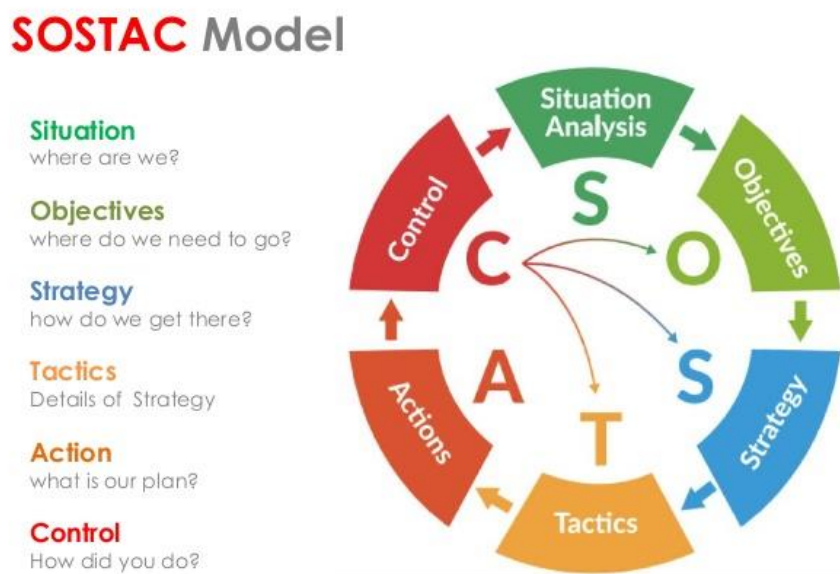 SOSTAC Model
Situation
where are we?
Objectives
where do we need to go?
Strategy
how do we get there?
Tactics
Details of Strategy
Action
what is our plan?
Control
How did you do?
Situation
Analysis
Objectives
Strategy
Tactics
Actions
Control
S
O
S
T
A
C